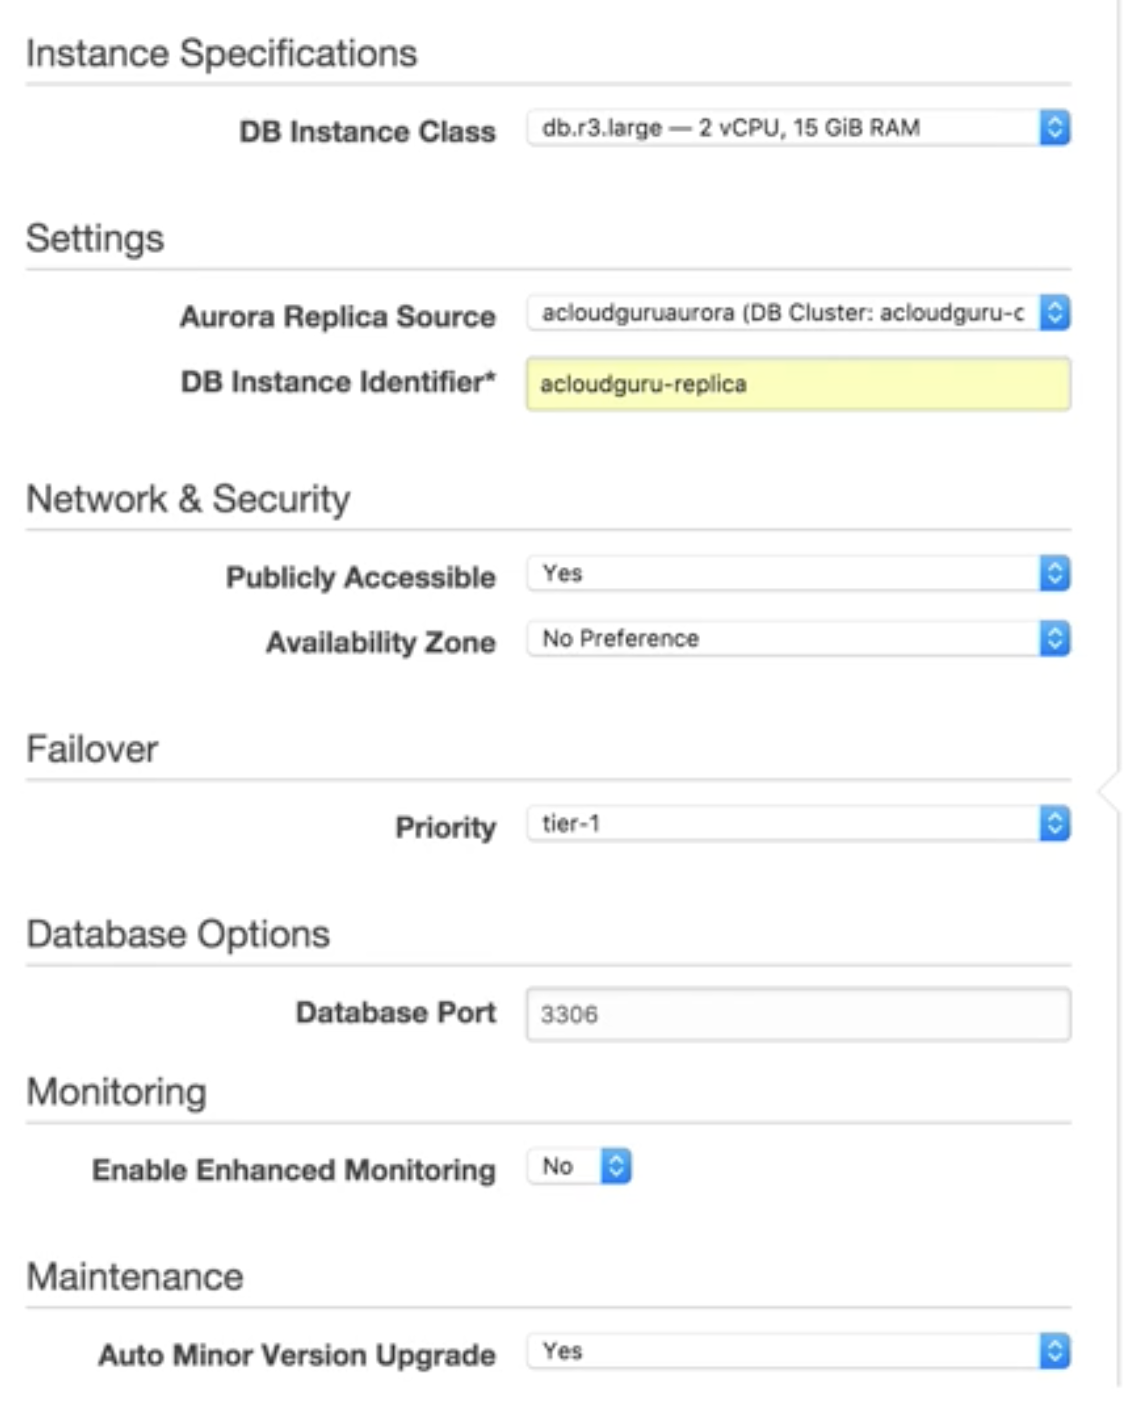 Instance Specifications
DB Instance Class db.r3.large — 2 vCPU, 15 GiB RAM
Settings
Aurora Replica Source acloudguruaurora (DB Cluster: acloudguru-c
DB Instance Identifier* acloudguru-replica
Network & Security
Publicly Accessible Yes
Availability Zone No Preference
Failover
Priority tier-1
Database Options
Database Port 3306
Monitoring
Enable Enhanced Monitoring No
Maintenance
Auto Minor Version Upgrade Yes